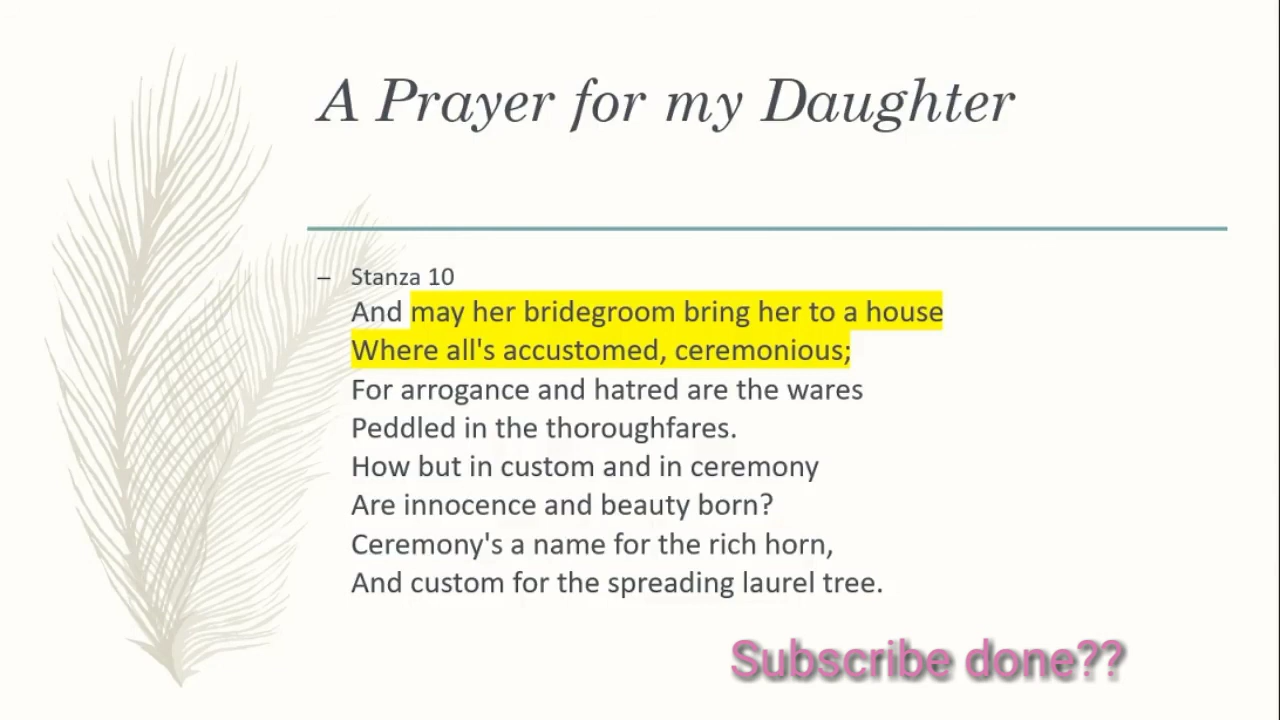 A Prayer for my Daughter
– Stanza 10
And may her bridegroom bring her to a house
Where all's accustomed, ceremonious;
For arrogance and hatred are the wares
Peddled in the thoroughfares.
How but in custom and in ceremony
Are innocence and beauty born?
Ceremony's a name for the rich horn,
And custom for the spreading laurel tree.
Subscribe done??